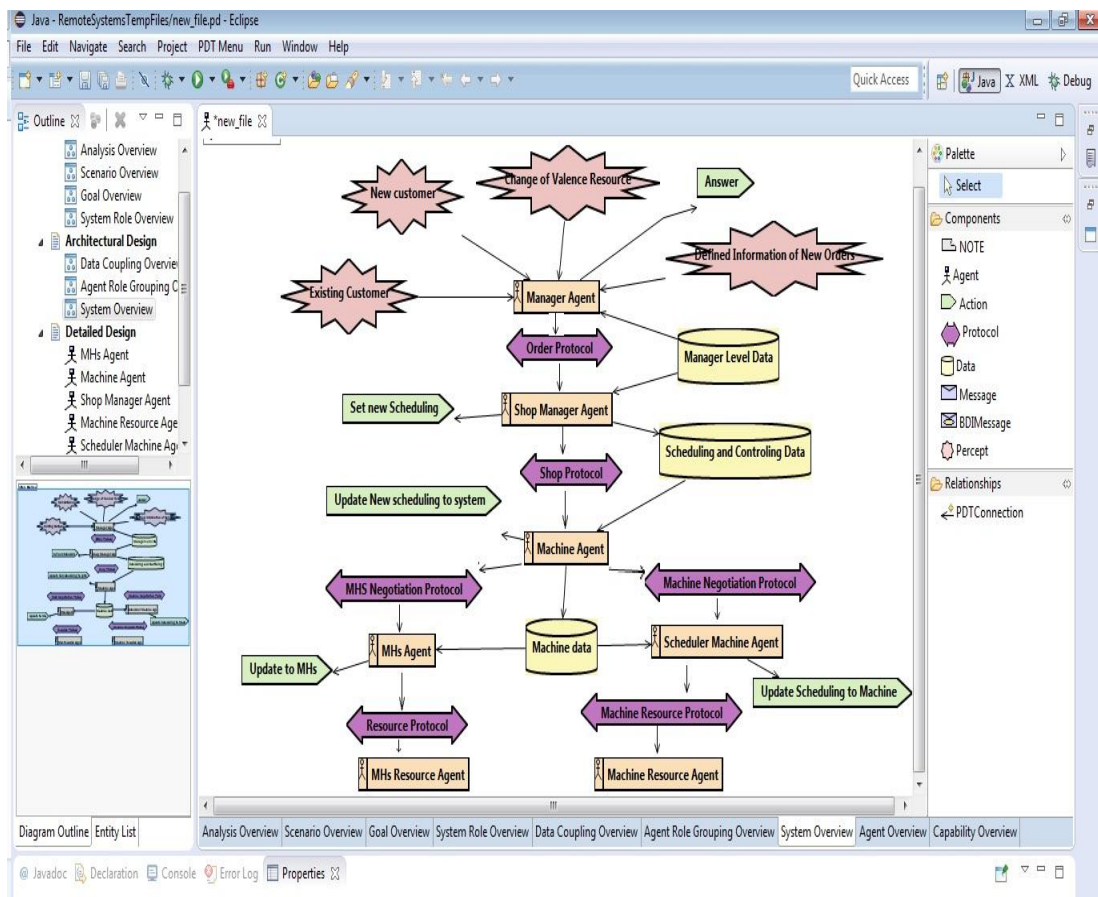 Java - RemoteSystemsTempFiles/new_file.pd - Eclipse
File Edit Navigate Search Project PDT Menu Run Window Help
Quick Access Java XML Debug
Outline
Analysis Overview
Scenario Overview
Goal Overview
System Role Overview
Architectural Design
Data Coupling Overvie
Agent Role Grouping C
System Overview
Detailed Design
MHs Agent
Machine Agent
Shop Manager Agent
Machine Resource Age
Scheduler Machine Ag
Diagram Outline Entity List
*new_file
New customer
Change of Valence Resource
Answer
Defined Information of New Orders
Existing Customer
Manager Agent
Order Protocol
Manager Level Data
Set new Scheduling
Shop Manager Agent
Scheduling and Controling Data
Shop Protocol
Update New scheduling to system
Machine Agent
MHS Negotiation Protocol
Machine Negotiation Protocol
MHs Agent
Machine data
Scheduler Machine Agent
Update to MHs
Update Scheduling to Machine
Resource Protocol
Machine Resource Protocol
MHs Resource Agent
Machine Resource Agent
Palette
Select
Components
NOTE
Agent
Action
Protocol
Data
Message
BDIMessage
Percept
Relationships
PDTConnection
Analysis Overview Scenario Overview Goal Overview System Role Overview Data Coupling Overview Agent Role Grouping Overview System Overview Agent Overview Capability Overview
@ Javadoc Declaration Console Error Log Properties